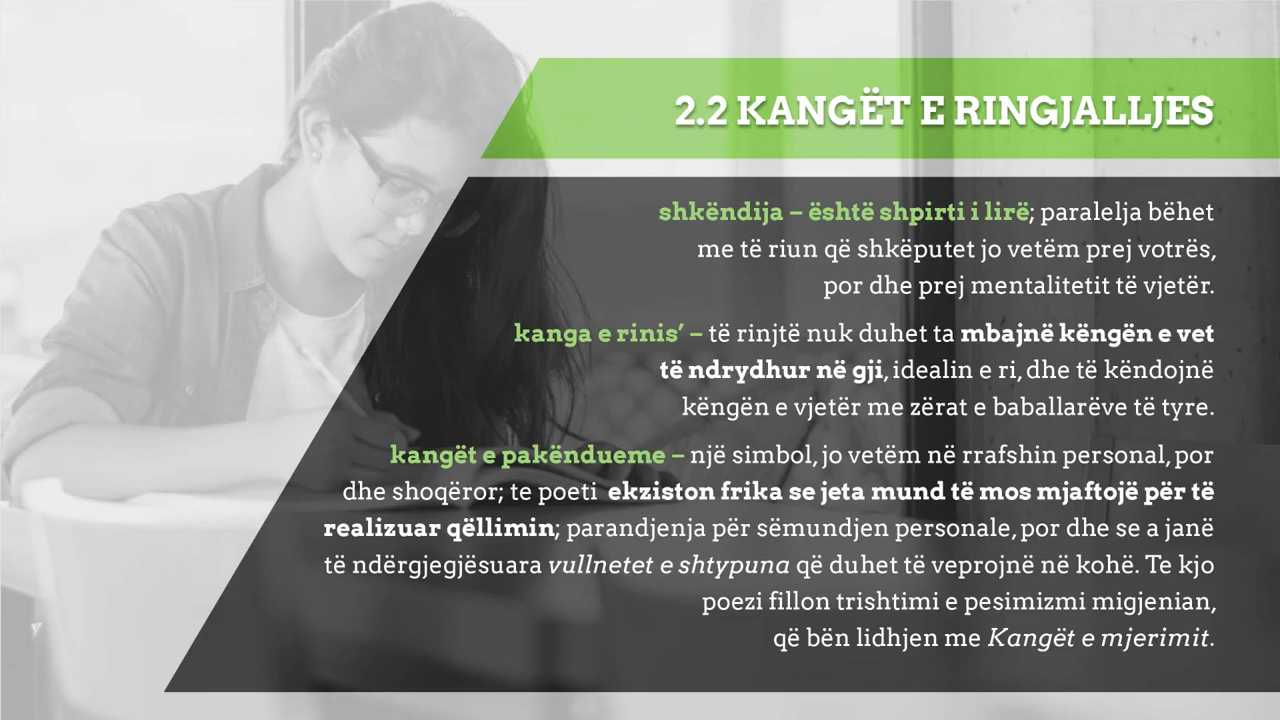 2.2 KANGËT E RINGJALLJES
shkëndija – është shpirti i lirë; paralelja bëhet
me të riun që shkëputet jo vetëm prej votrës,
por dhe prej mentalitetit të vjetër.
kanga e rinis’ – të rinjtë nuk duhet ta mbajnë këngën e vet
të ndrydhur në gji, idealin e ri, dhe të këndojnë
këngën e vjetër me zërat e baballarëve të tyre.
kangët e pakëndueme – një simbol, jo vetëm në rrafshin personal, por
dhe shoqëror; te poeti ekziston frika se jeta mund të mos mjaftojë për të
realizuar qëllimin; parandjenja për sëmundjen personale, por dhe se a janë
të ndërgjegjësuara vullnetet e shtypuna që duhet të veprojnë në kohë. Te kjo
poezi fillon trishtimi e pesimizmi migjenian,
që bën lidhjen me Kangët e mjerimit.